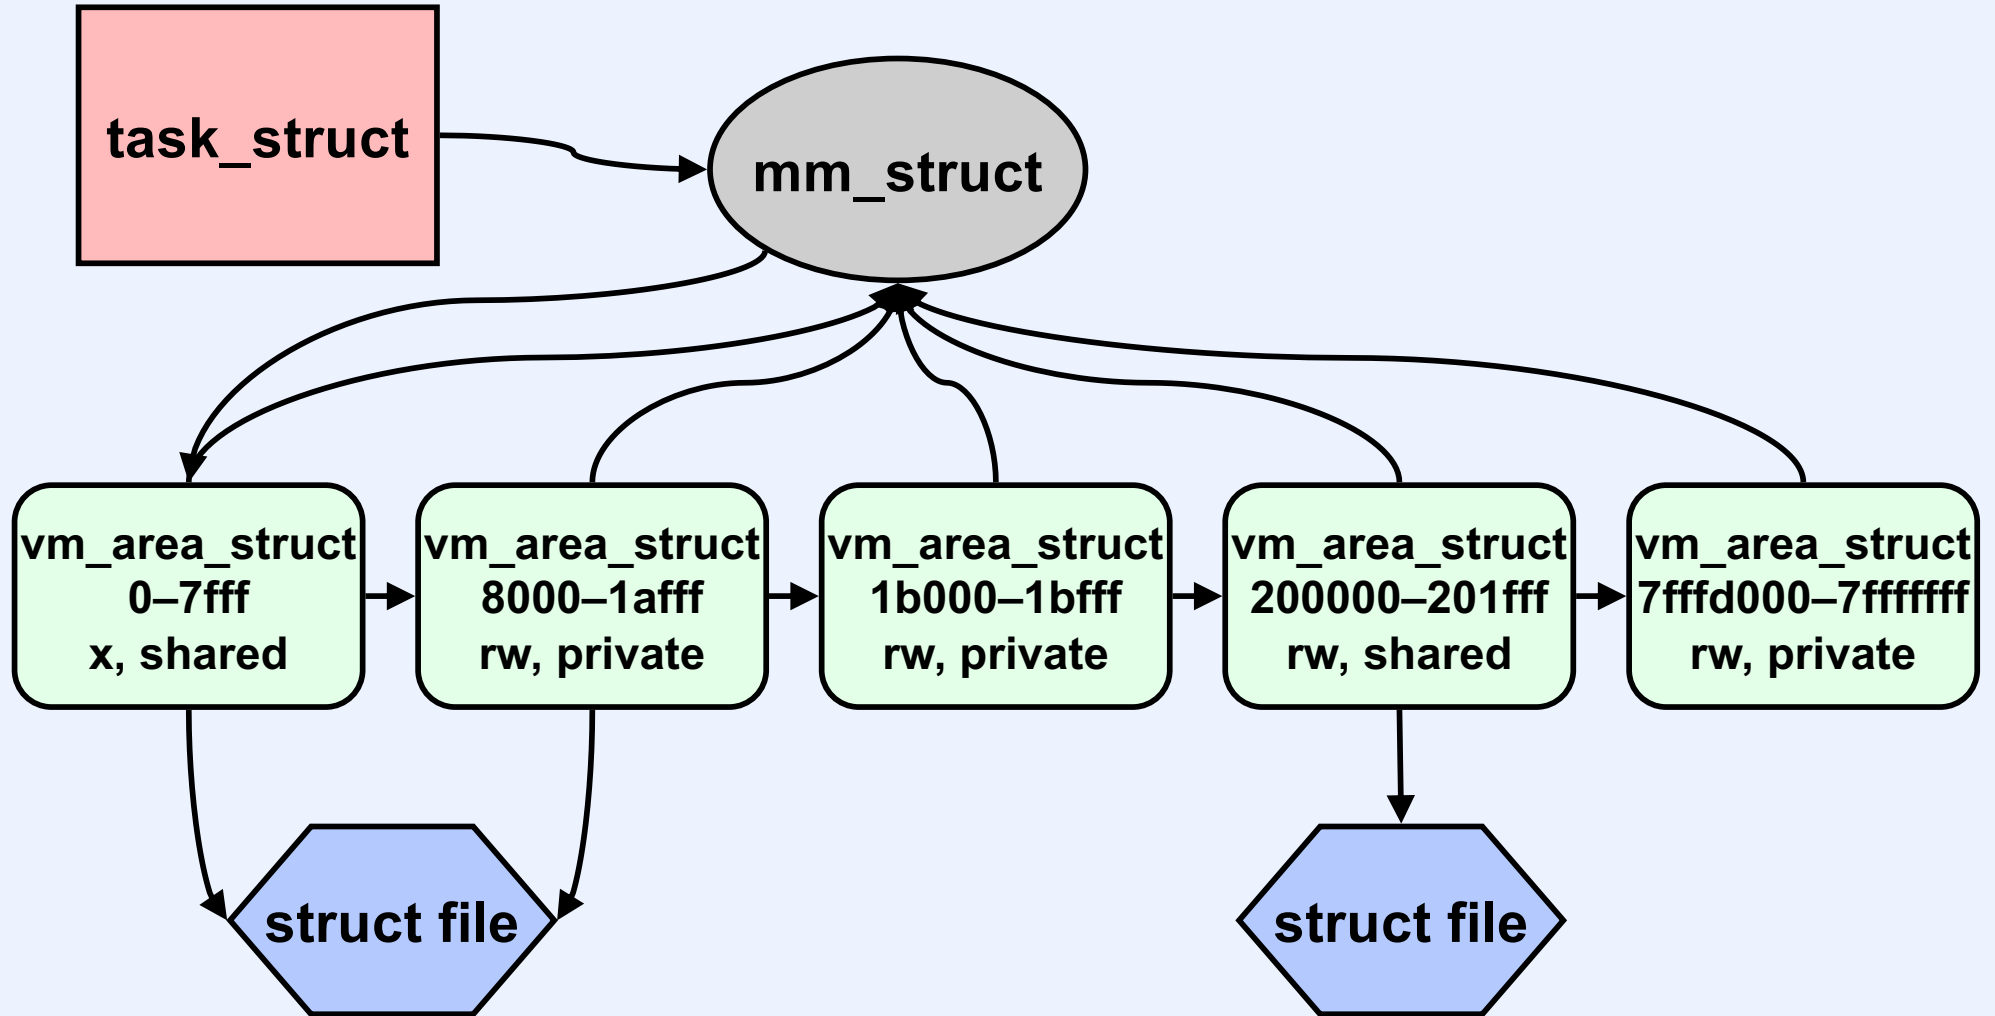 task_struct
mm_struct
vm_area_struct
0–7fff
x, shared
vm_area_struct
8000–1afff
rw, private
vm_area_struct
1b000–1bfff
rw, private
vm_area_struct
200000–201fff
rw, shared
vm_area_struct
7fffd000–7fffffff
rw, private
struct file
struct file